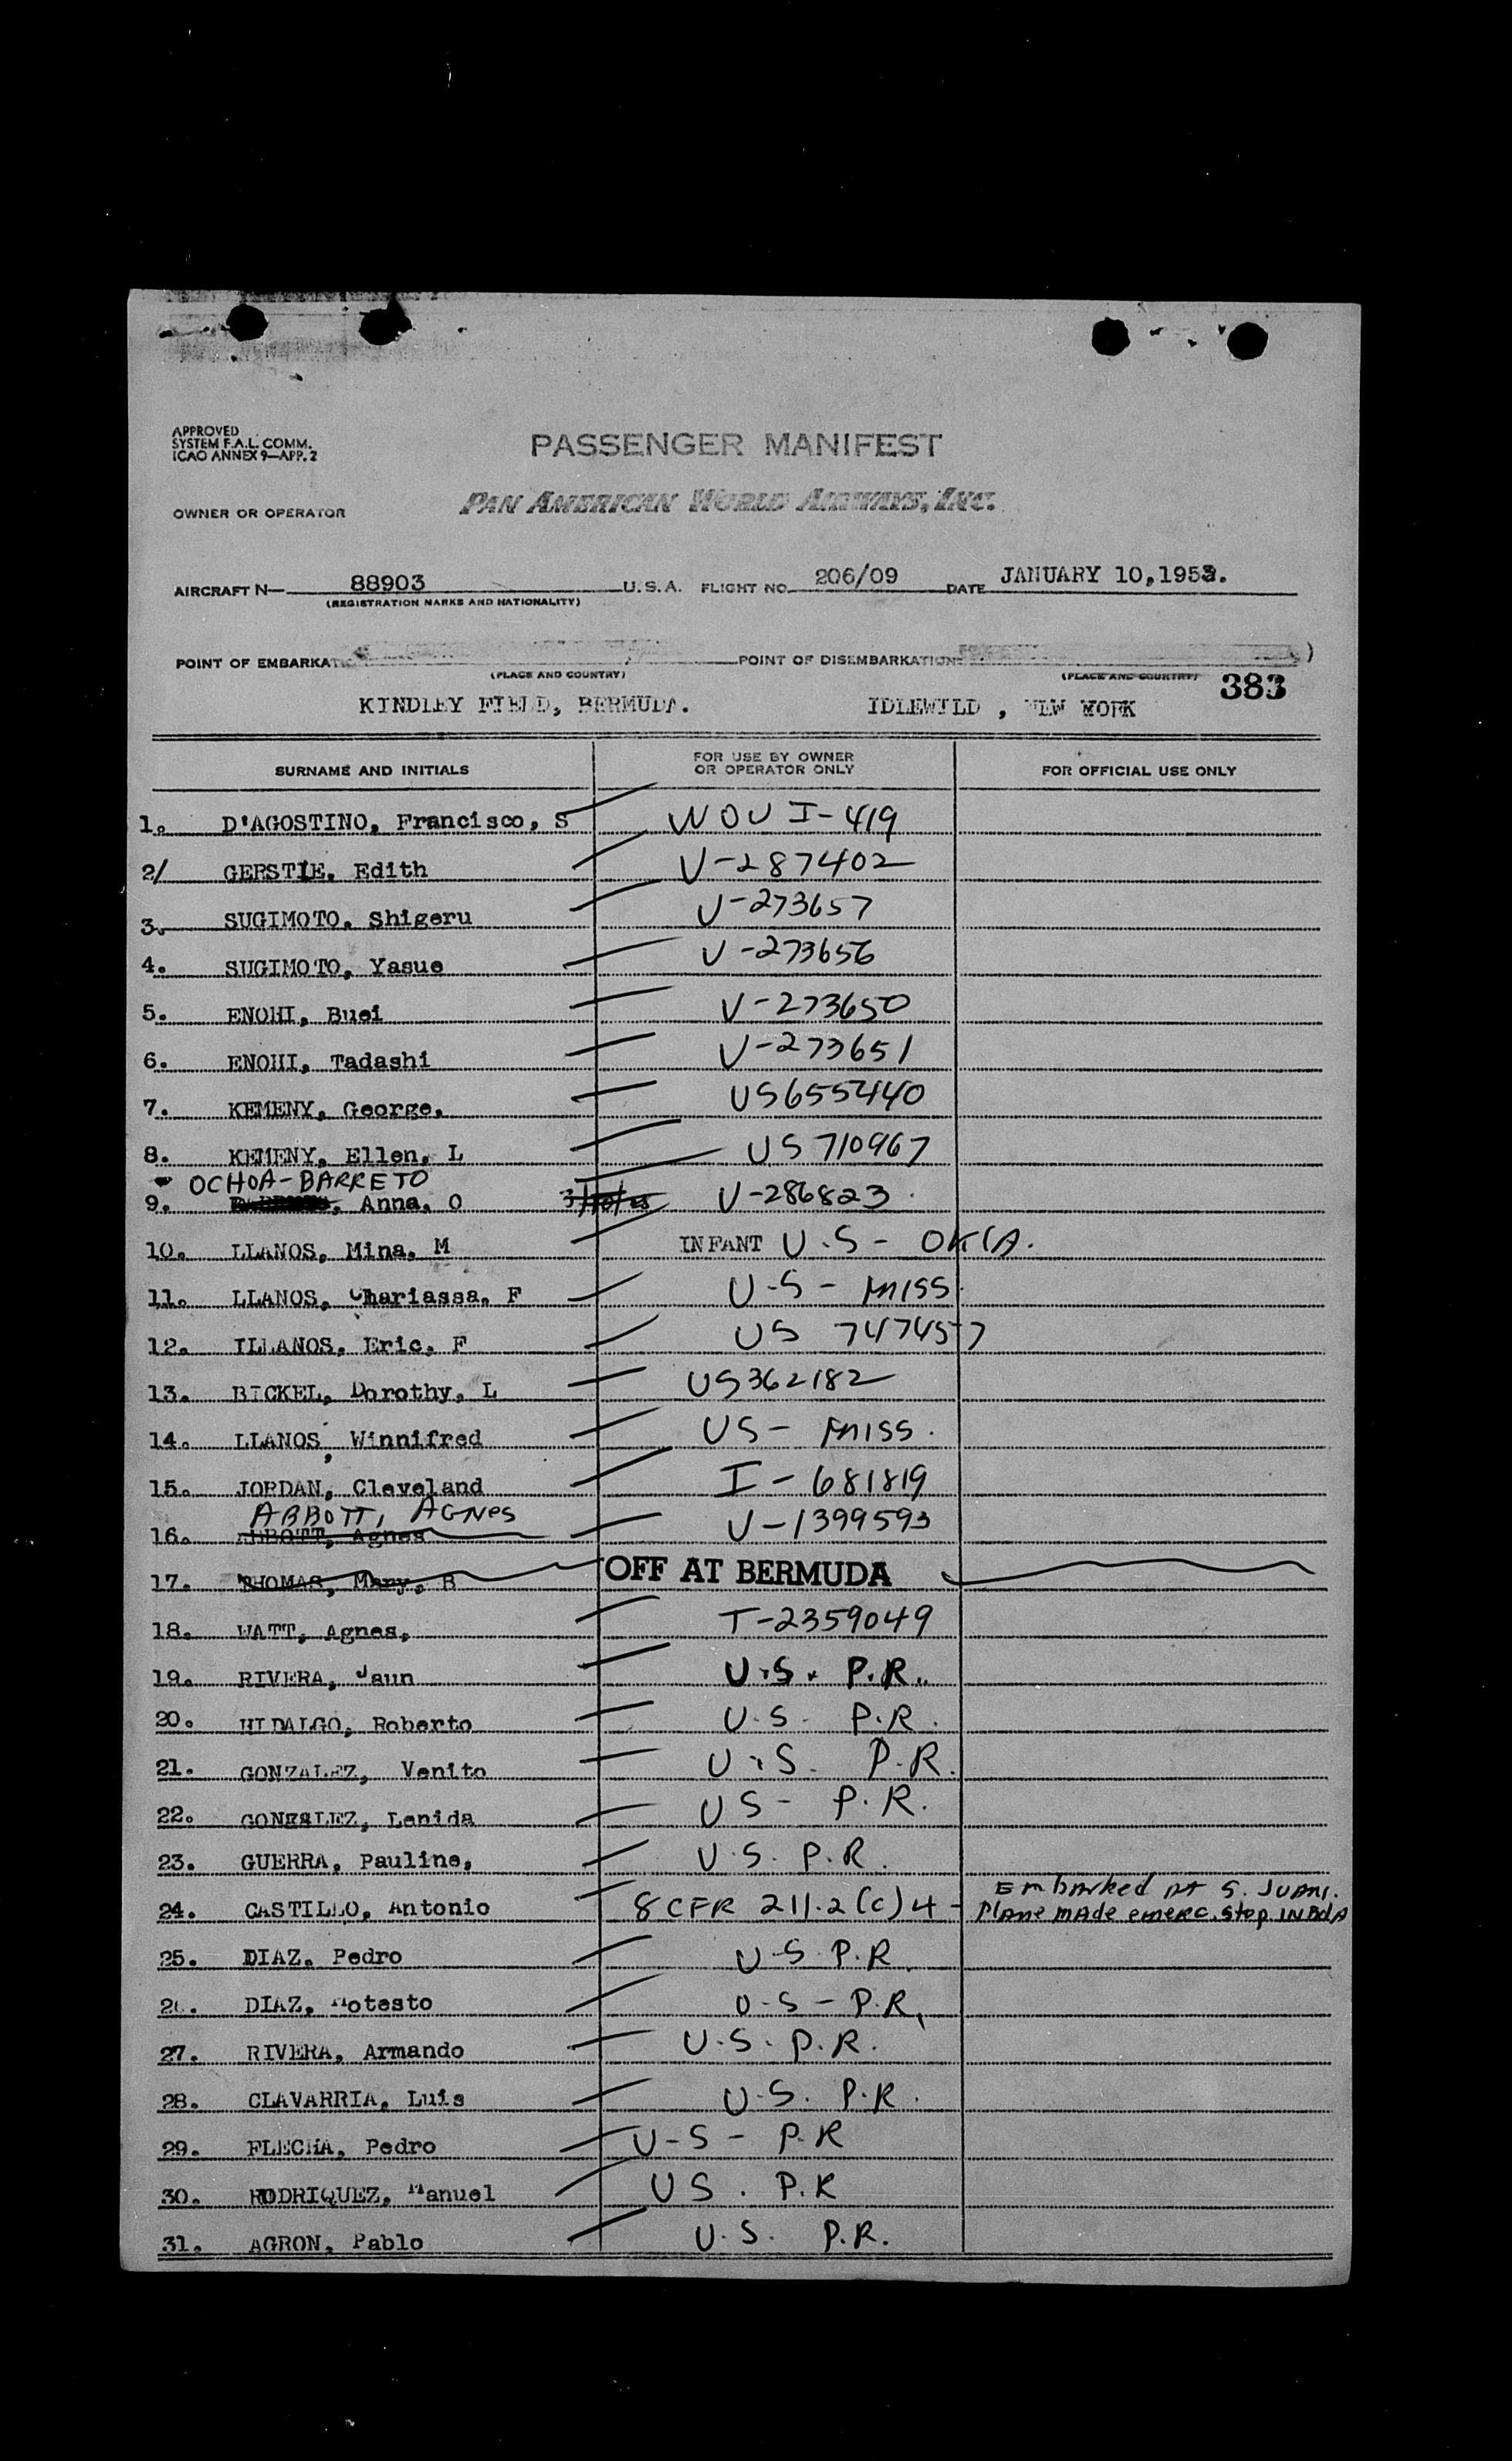 APPROVED
SYSTEM F.A.L. COMM.
ICAO ANNEX 9—APP. 2
PASSENGER MANIFEST
OWNER OR OPERATOR PAN AMERICAN WORLD AIRWAYS, INC.
AIRCRAFT N— 88903 U.S.A. FLIGHT NO. 206/09 DATE JANUARY 10,1953.
(REGISTRATION MARKS AND NATIONALITY)
POINT OF EMBARKATION POINT OF DISEMBARKATION )
(PLACE AND COUNTRY) (PLACE AND COUNTRY) 383
KINDLEY FIELD, BERMUDA. IDLEWILD , NEW YORK
SURNAME AND INITIALS FOR USE BY OWNER OR OPERATOR ONLY FOR OFFICIAL USE ONLY
1. D'AGOSTINO, Francisco, S WOU I-419
2/ GERSTLE, Edith V-287402
3. SUGIMOTO, Shigeru V-273657
4. SUGIMOTO, Yasue V-273656
5. ENOHI, Buei V-273650
6. ENOHI, Tadashi V-273651
7. KEMENY, George, US655440
8. KEMENY, Ellen, L US 710967
OCHOA-BARRETO
9. Anna, O V-286823
10. LLANOS, Mina, M INFANT U.S - OKLA.
11. LLANOS, Chariassa, F U-S - MISS
12. ILLANOS, Eric, F US 747457
13. BICKEL, Dorothy, L US362182
14. LLANOS, Winnifred US- MISS.
15. JORDAN, Cleveland I-681819
ABBOTT, AGNES
16. ABBOTT, Agnes V-1399593
17. THOMAS, Mary, B OFF AT BERMUDA
18. WATT, Agnes, T-2359049
19. RIVERA, Jaun U.S. P.R.
20. HIDALGO, Roberto U.S. P.R.
21. GONZALEZ, Venito U.S. P.R.
22. GONZALEZ, Lenida US- P.R.
23. GUERRA, Pauline, U.S. P.R.
24. CASTILLO, Antonio 8 CFR 211.2(c)4 - Embarked AT S. JUAN.
Plane MADE emerc. stop IN BdA
25. DIAZ, Pedro U-S P.R.
26. DIAZ, Motesto U-S - P.R.
27. RIVERA, Armando U.S. P.R.
28. CLAVARRIA, Luis U.S. P.R.
29. FLECHA, Pedro U-S - P.R
30. RODRIQUEZ, Manuel US. P.R
31. AGRON, Pablo U.S. P.R.